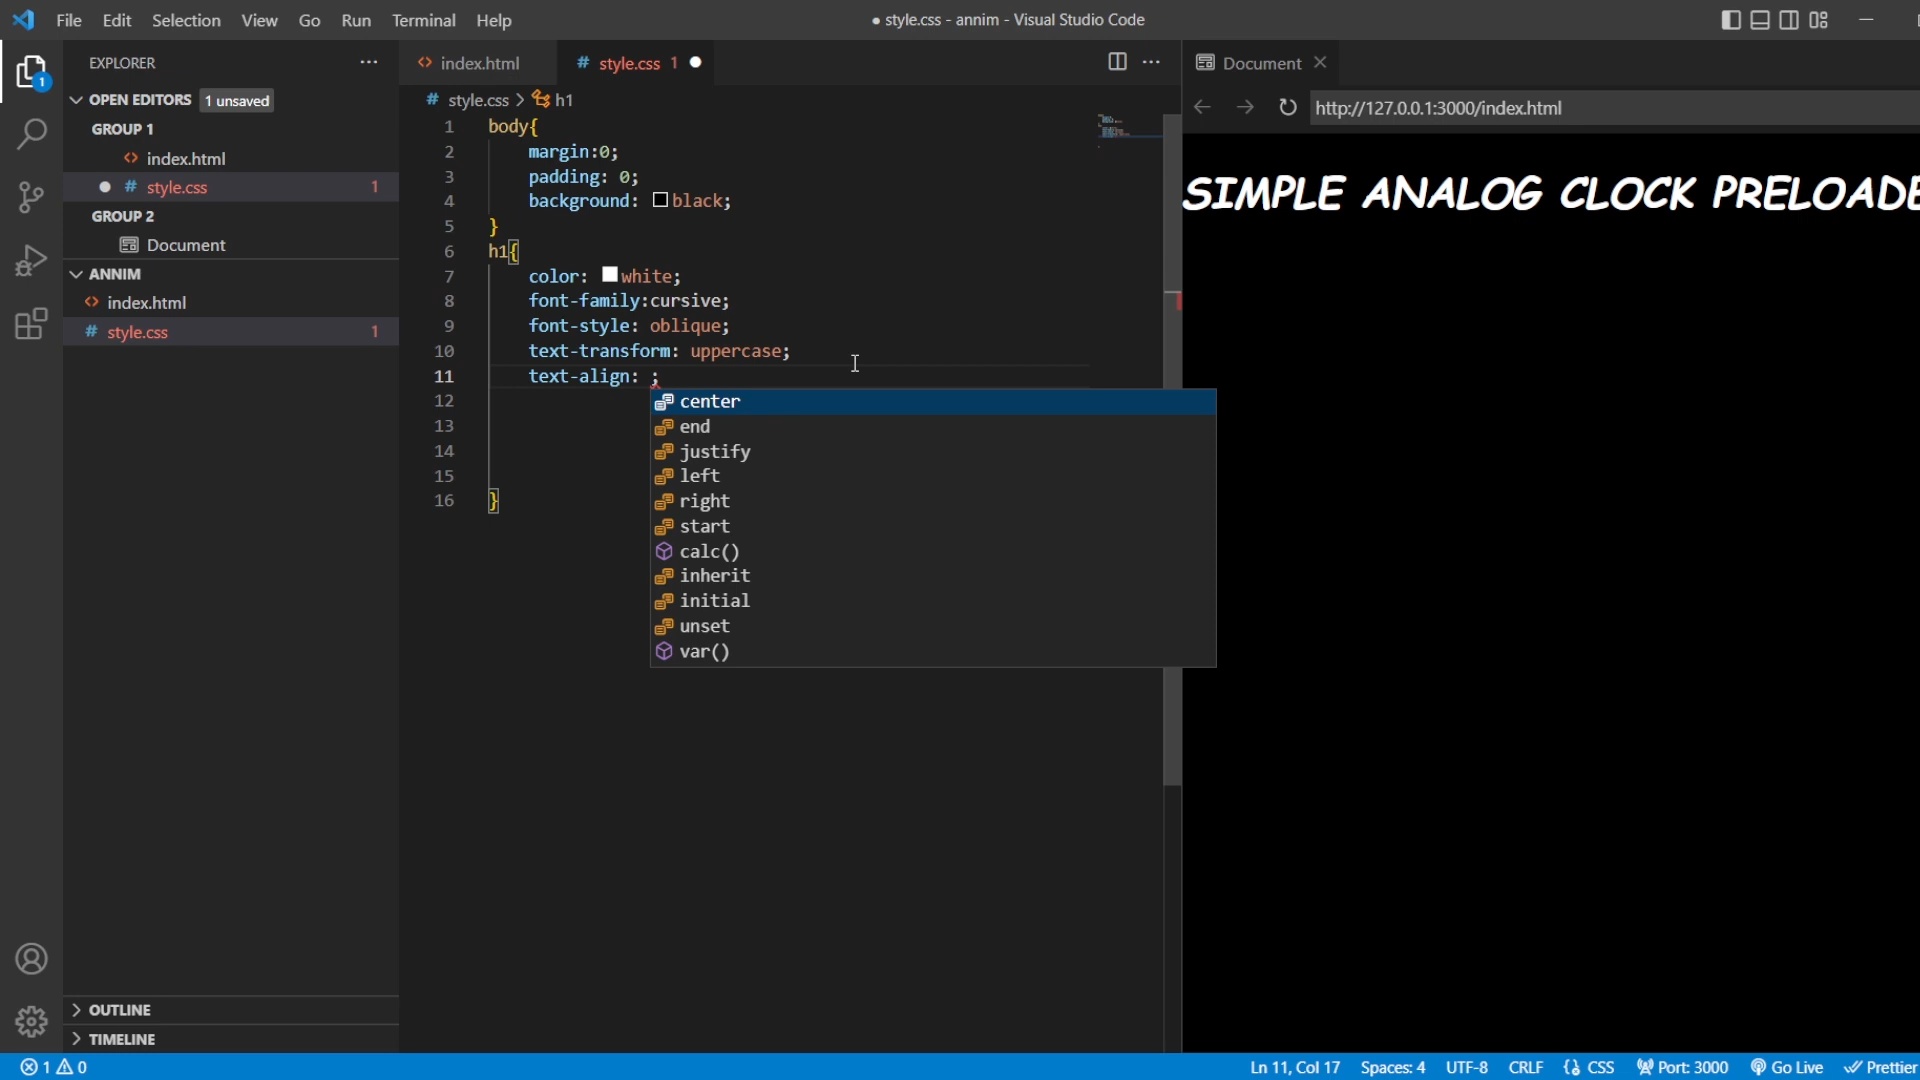 File Edit Selection View Go Run Terminal Help
● style.css - annim - Visual Studio Code
EXPLORER ...
1
OPEN EDITORS 1 unsaved
GROUP 1
index.html
# style.css 1
GROUP 2
Document
ANNIM
index.html
# style.css 1
OUTLINE
TIMELINE
index.html # style.css 1
# style.css > h1
1 body{
2 margin:0;
3 padding: 0;
4 background: black;
5 }
6 h1{
7 color: white;
8 font-family:cursive;
9 font-style: oblique;
10 text-transform: uppercase;
11 text-align: ;
12
13
14
15
16 }
center
end
justify
left
right
start
calc()
inherit
initial
unset
var()
Document
http://127.0.0.1:3000/index.html
SIMPLE ANALOG CLOCK PRELOADE
1 0
Ln 11, Col 17 Spaces: 4 UTF-8 CRLF {} CSS Port: 3000 Go Live Prettier